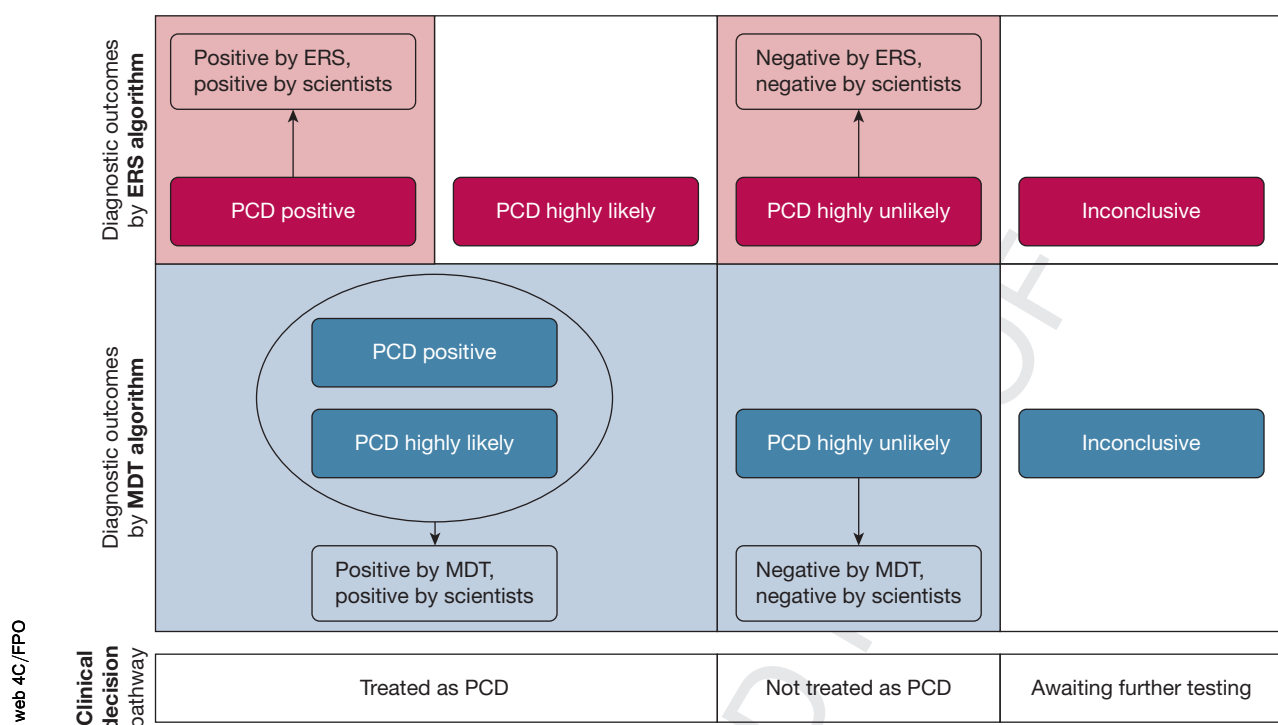 Diagnostic outcomes
by ERS algorithm
Positive by ERS,
positive by scientists
Negative by ERS,
negative by scientists
PCD positive
PCD highly likely
PCD highly unlikely
Inconclusive
Diagnostic outcomes
by MDT algorithm
PCD positive
PCD highly likely
PCD highly unlikely
Inconclusive
Positive by MDT,
positive by scientists
Negative by MDT,
negative by scientists
Clinical
decision
pathway
Treated as PCD
Not treated as PCD
Awaiting further testing
web 4C/FPO